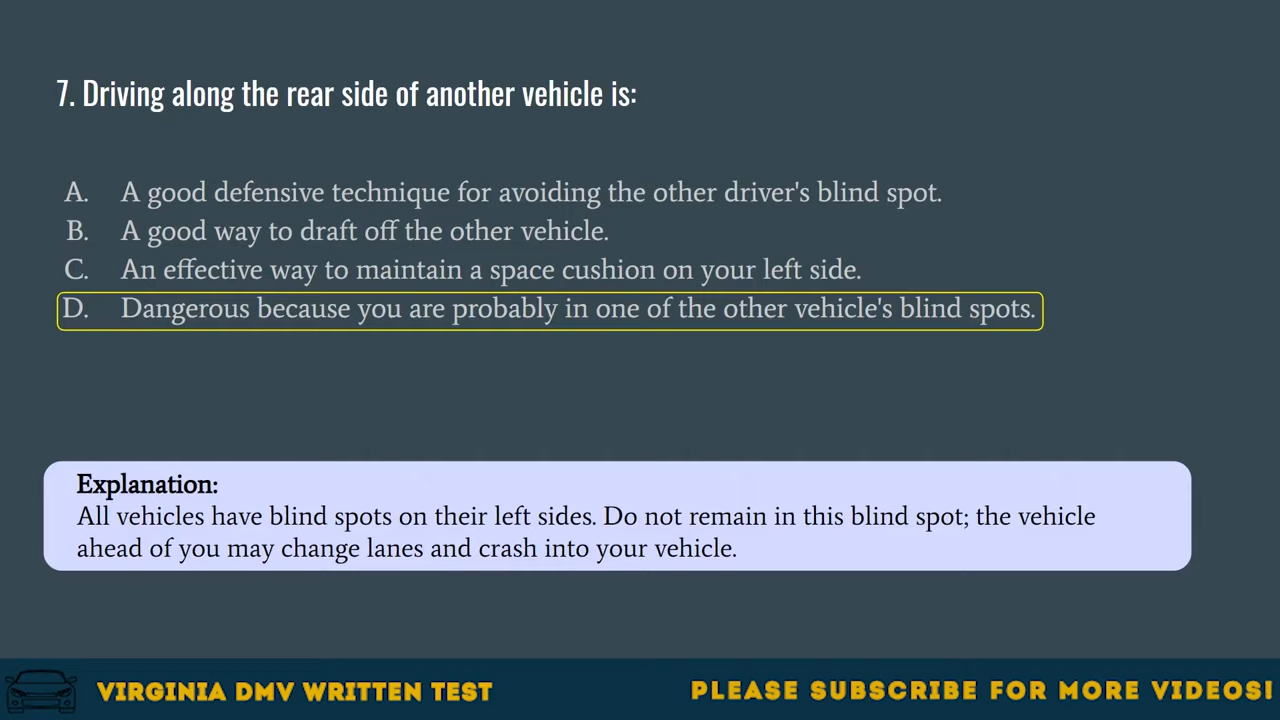 7. Driving along the rear side of another vehicle is:
A. A good defensive technique for avoiding the other driver's blind spot.
B. A good way to draft off the other vehicle.
C. An effective way to maintain a space cushion on your left side.
D. Dangerous because you are probably in one of the other vehicle's blind spots.
Explanation:
All vehicles have blind spots on their left sides. Do not remain in this blind spot; the vehicle
ahead of you may change lanes and crash into your vehicle.
VIRGINIA DMV WRITTEN TEST
PLEASE SUBSCRIBE FOR MORE VIDEOS!